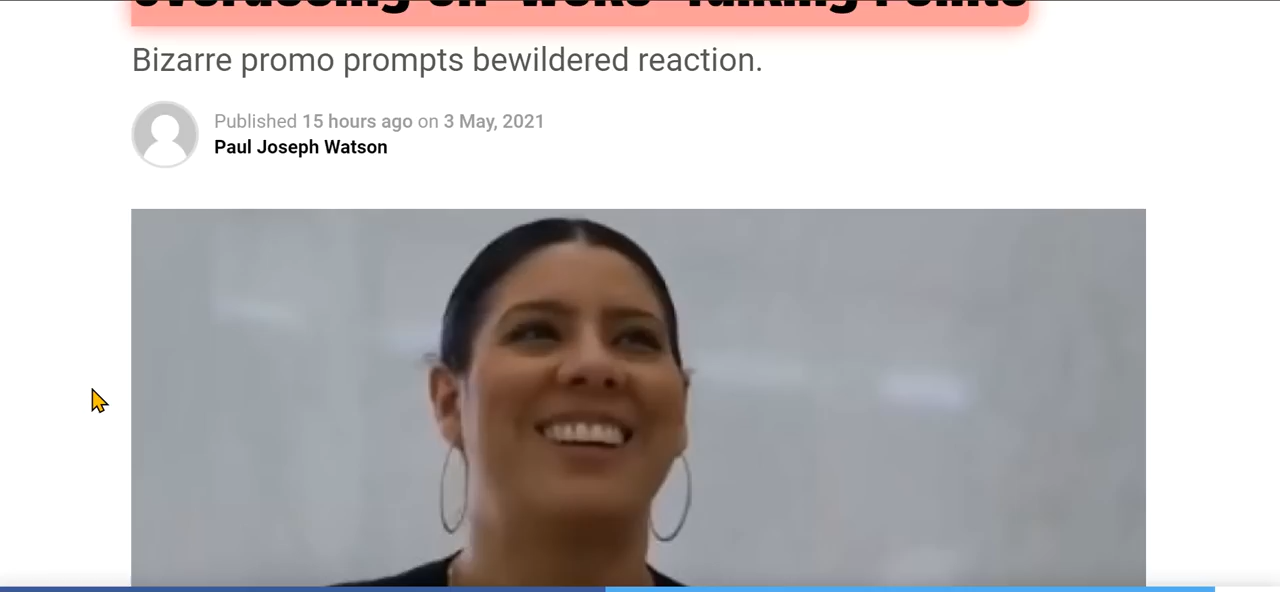 Bizarre promo prompts bewildered reaction.
Published 15 hours ago on 3 May, 2021
Paul Joseph Watson